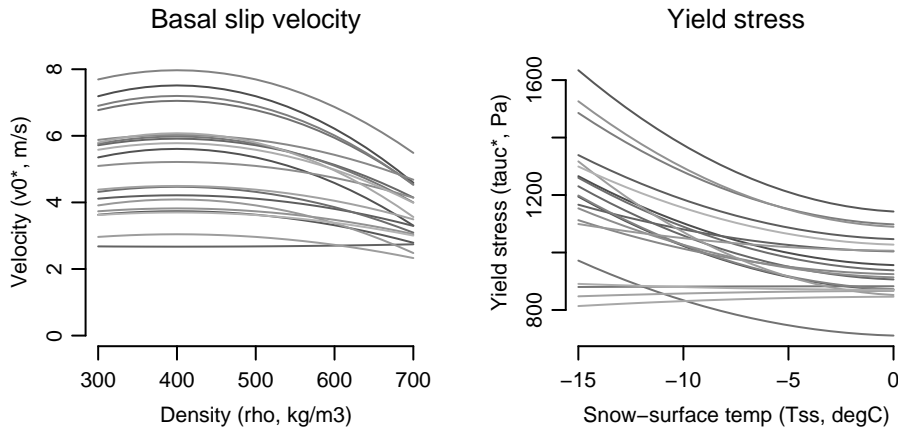 Basal slip velocity
Velocity (v0*, m/s)
0
2
4
6
8
300
400
500
600
700
Density (rho, kg/m3)
Yield stress
Yield stress (tauc*, Pa)
800
1200
1600
−15
−10
−5
0
Snow−surface temp (Tss, degC)